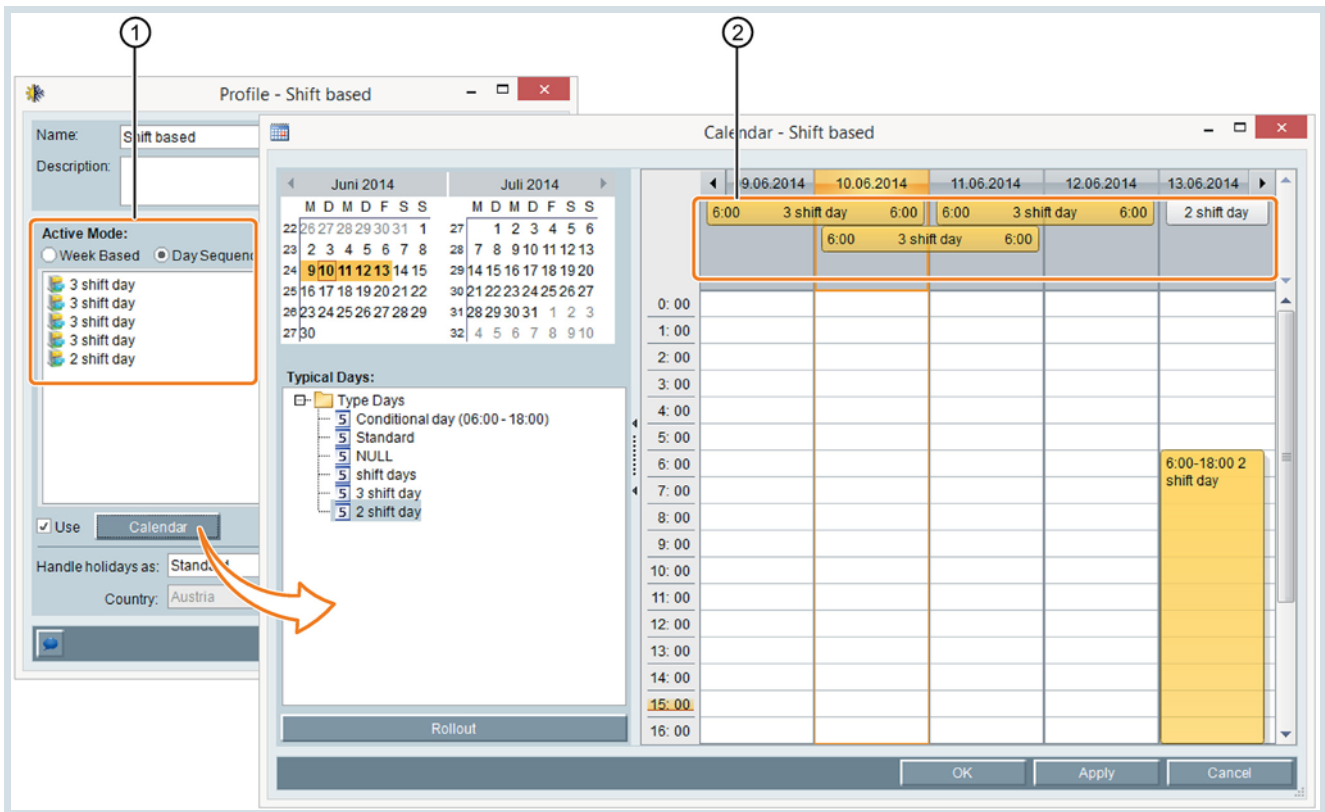 1
2
Profile - Shift based
Name:
Shift based
Description:
Active Mode:
Week Based
Day Sequenc
3 shift day
3 shift day
3 shift day
3 shift day
2 shift day
Use
Calendar
Handle holidays as:
Standard
Country:
Austria
Calendar - Shift based
Juni 2014
Juli 2014
M D M D F S S
M D M D F S S
22 26 27 28 29 30 31 1
27 1 2 3 4 5 6
23 2 3 4 5 6 7 8
28 7 8 9 10 11 12 13
24 9 10 11 12 13 14 15
29 14 15 16 17 18 19 20
25 16 17 18 19 20 21 22
30 21 22 23 24 25 26 27
26 23 24 25 26 27 28 29
31 28 29 30 31 1 2 3
27 30
32 4 5 6 7 8 9 10
Typical Days:
Type Days
5 Conditional day (06:00 - 18:00)
5 Standard
5 NULL
5 shift days
5 3 shift day
5 2 shift day
Rollout
09.06.2014
10.06.2014
11.06.2014
12.06.2014
13.06.2014
6:00 3 shift day 6:00
6:00 3 shift day 6:00
2 shift day
6:00 3 shift day 6:00
0: 00
1: 00
2: 00
3: 00
4: 00
5: 00
6: 00
7: 00
8: 00
9: 00
10: 00
11: 00
12: 00
13: 00
14: 00
15: 00
16: 00
6:00-18:00 2
shift day
OK
Apply
Cancel